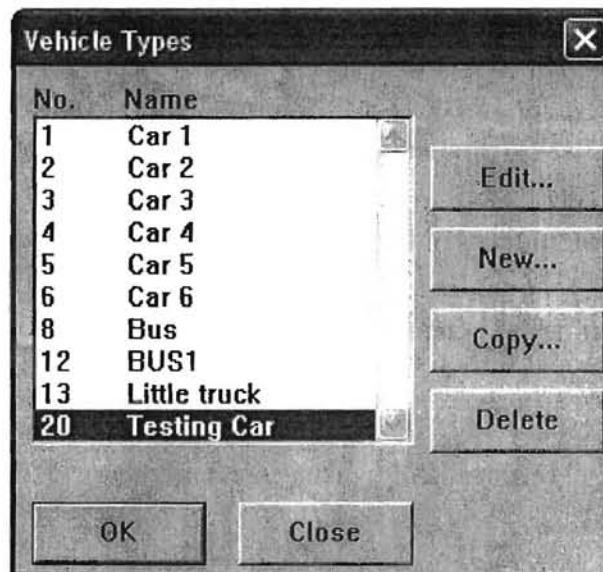 Vehicle Types
No. Name
1 Car 1
2 Car 2
3 Car 3
4 Car 4
5 Car 5
6 Car 6
8 Bus
12 BUS1
13 Little truck
20 Testing Car
Edit...
New...
Copy...
Delete
OK Close